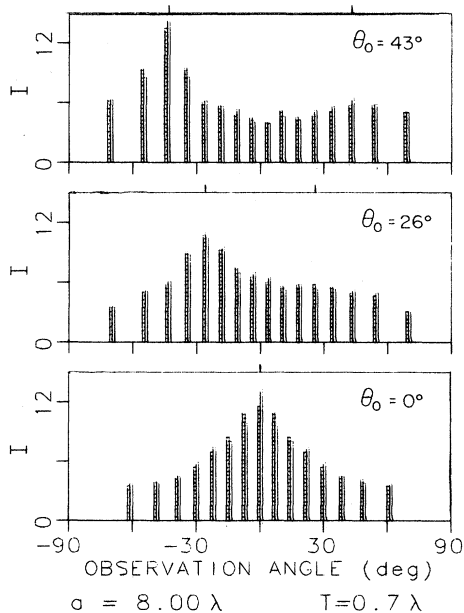 12
I
0
θ₀ = 43°
12
I
0
θ₀ = 26°
12
I
0
θ₀ = 0°
-90 -30 30 90
OBSERVATION ANGLE (deg)
a = 8.00 λ T=0.7 λ